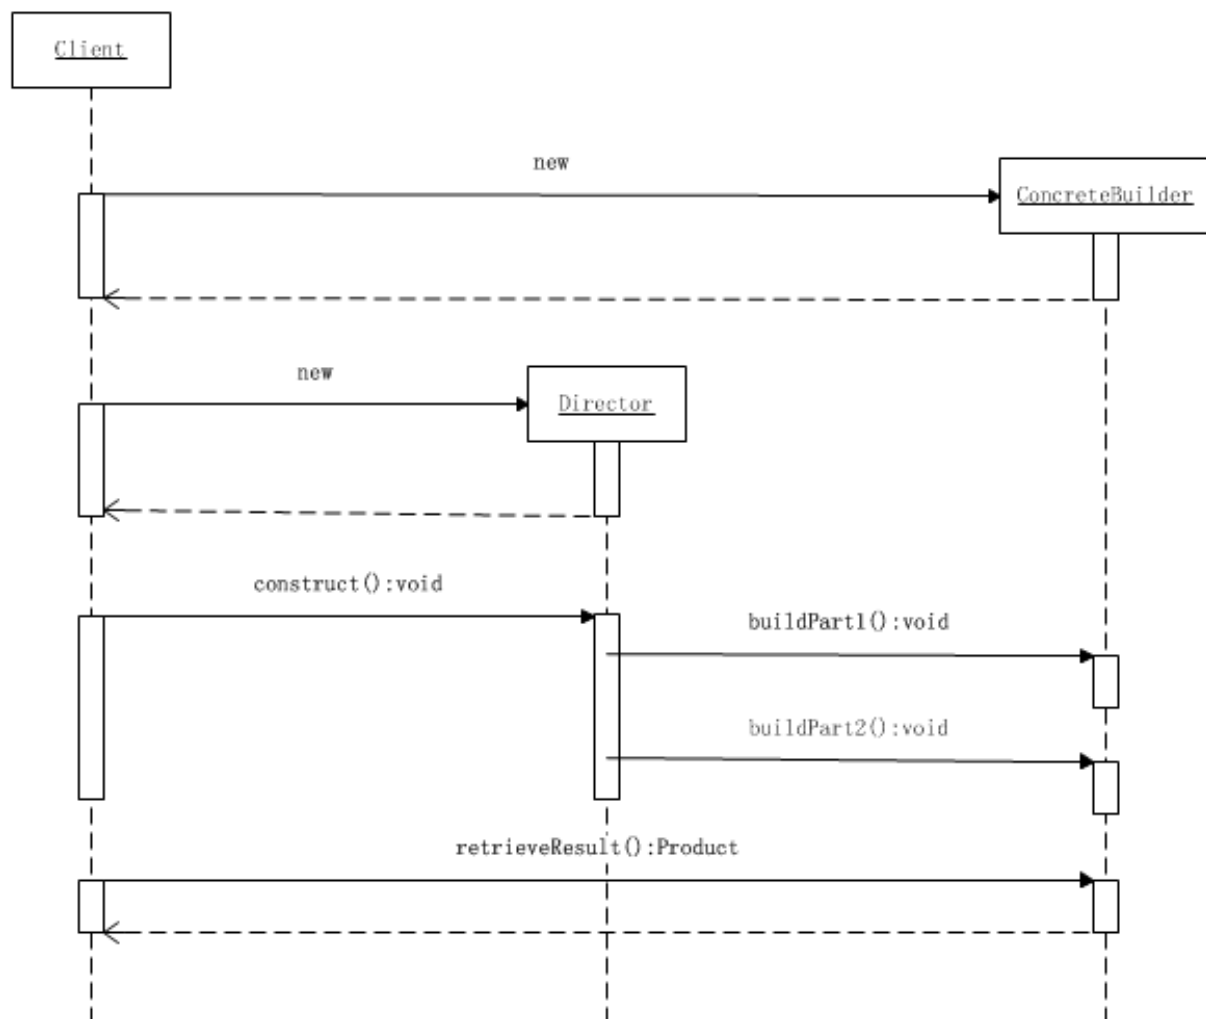 Client
new
ConcreteBuilder
new
Director
construct():void
buildPart1():void
buildPart2():void
retrieveResult():Product